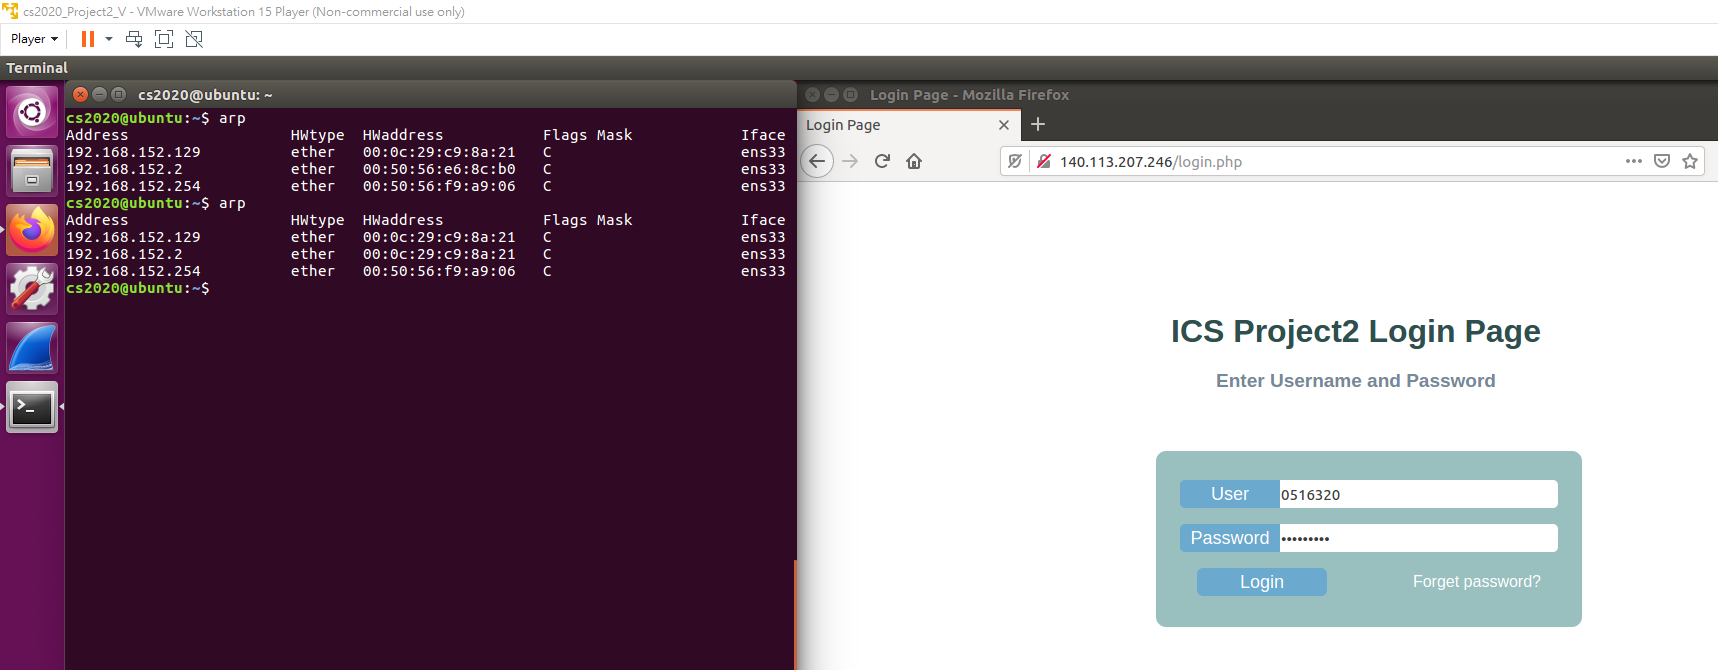 cs2020_Project2_V - VMware Workstation 15 Player (Non-commercial use only)
Player
Terminal
cs2020@ubuntu: ~
cs2020@ubuntu:~$ arp
Address HWtype HWaddress Flags Mask Iface
192.168.152.129 ether 00:0c:29:c9:8a:21 C ens33
192.168.152.2 ether 00:50:56:e6:8c:b0 C ens33
192.168.152.254 ether 00:50:56:f9:a9:06 C ens33
cs2020@ubuntu:~$ arp
Address HWtype HWaddress Flags Mask Iface
192.168.152.129 ether 00:0c:29:c9:8a:21 C ens33
192.168.152.2 ether 00:0c:29:c9:8a:21 C ens33
192.168.152.254 ether 00:50:56:f9:a9:06 C ens33
cs2020@ubuntu:~$
Login Page - Mozilla Firefox
Login Page
140.113.207.246/login.php
ICS Project2 Login Page
Enter Username and Password
User 0516320
Password •••••••••
Login Forget password?